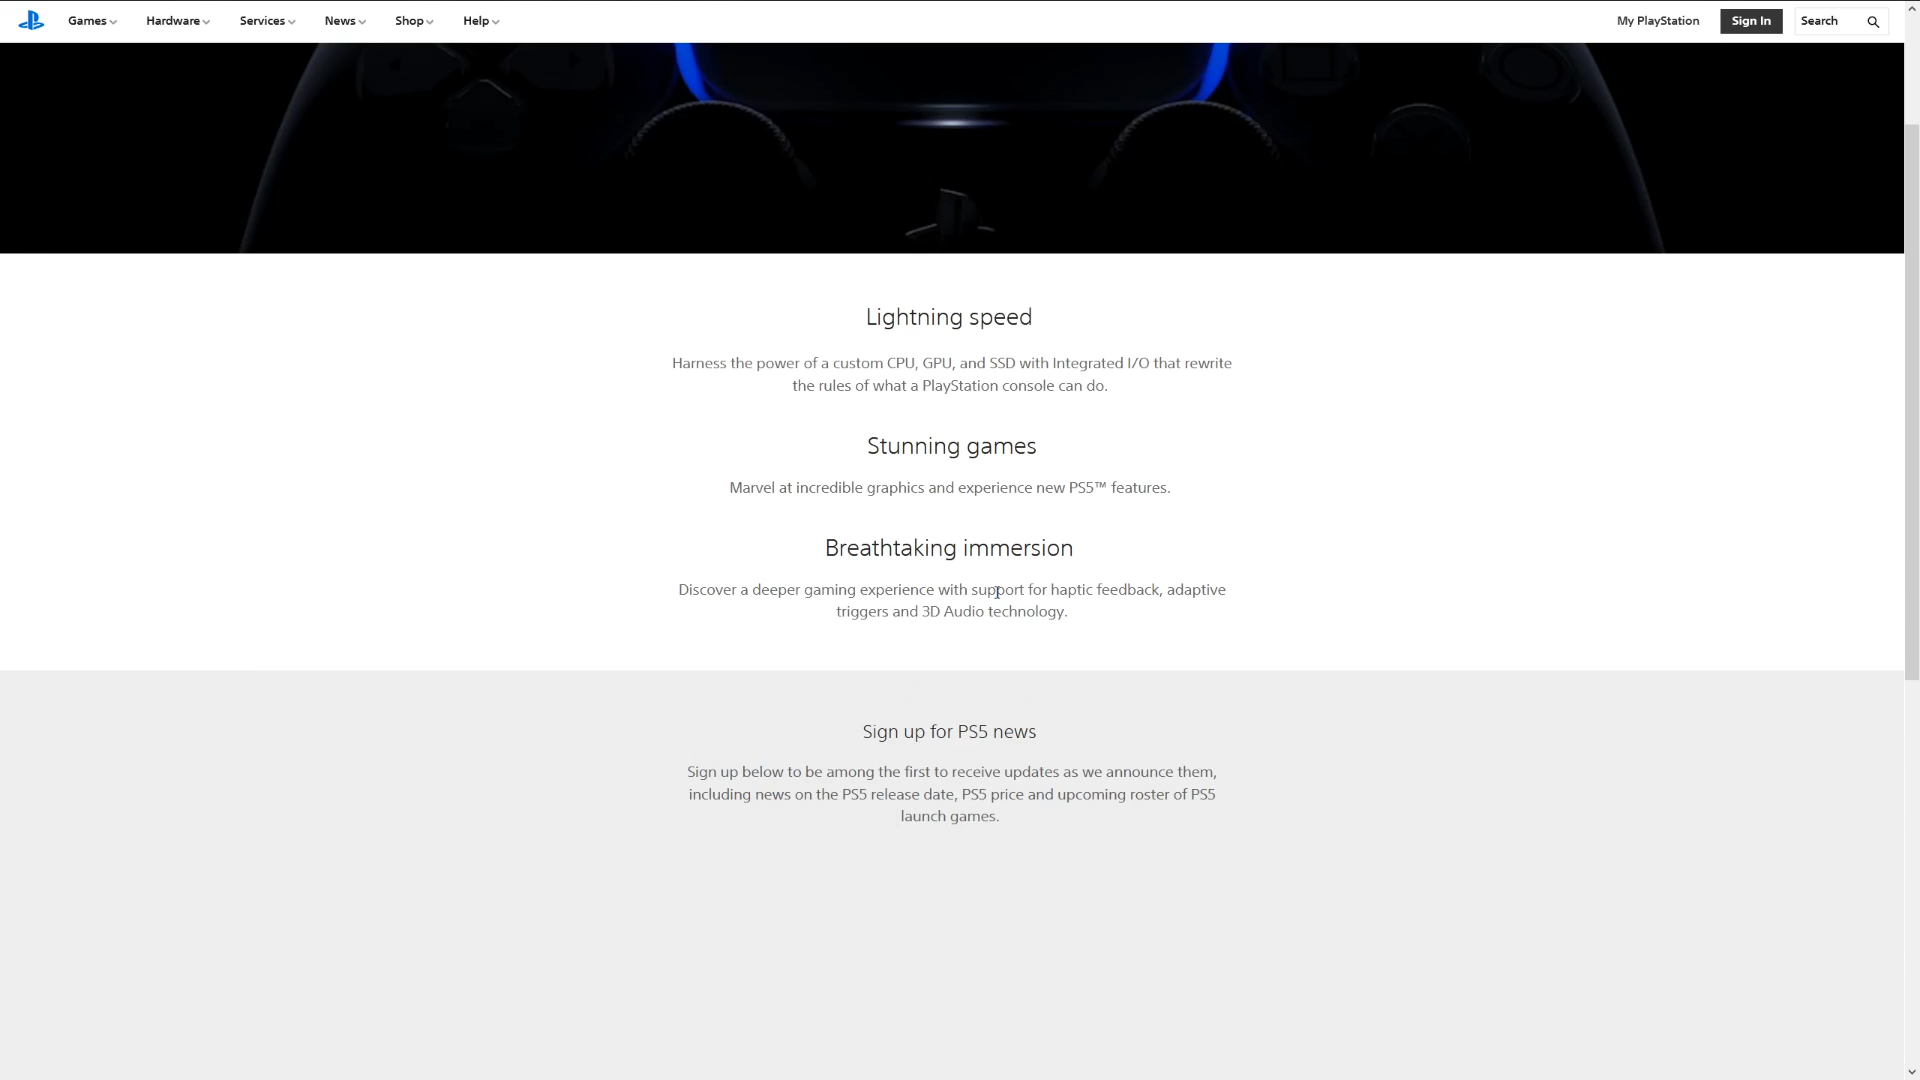 Games Hardware Services News Shop Help My PlayStation Sign In Search
Lightning speed
Harness the power of a custom CPU, GPU, and SSD with Integrated I/O that rewrite
the rules of what a PlayStation console can do.
Stunning games
Marvel at incredible graphics and experience new PS5™ features.
Breathtaking immersion
Discover a deeper gaming experience with support for haptic feedback, adaptive
triggers and 3D Audio technology.
Sign up for PS5 news
Sign up below to be among the first to receive updates as we announce them,
including news on the PS5 release date, PS5 price and upcoming roster of PS5
launch games.